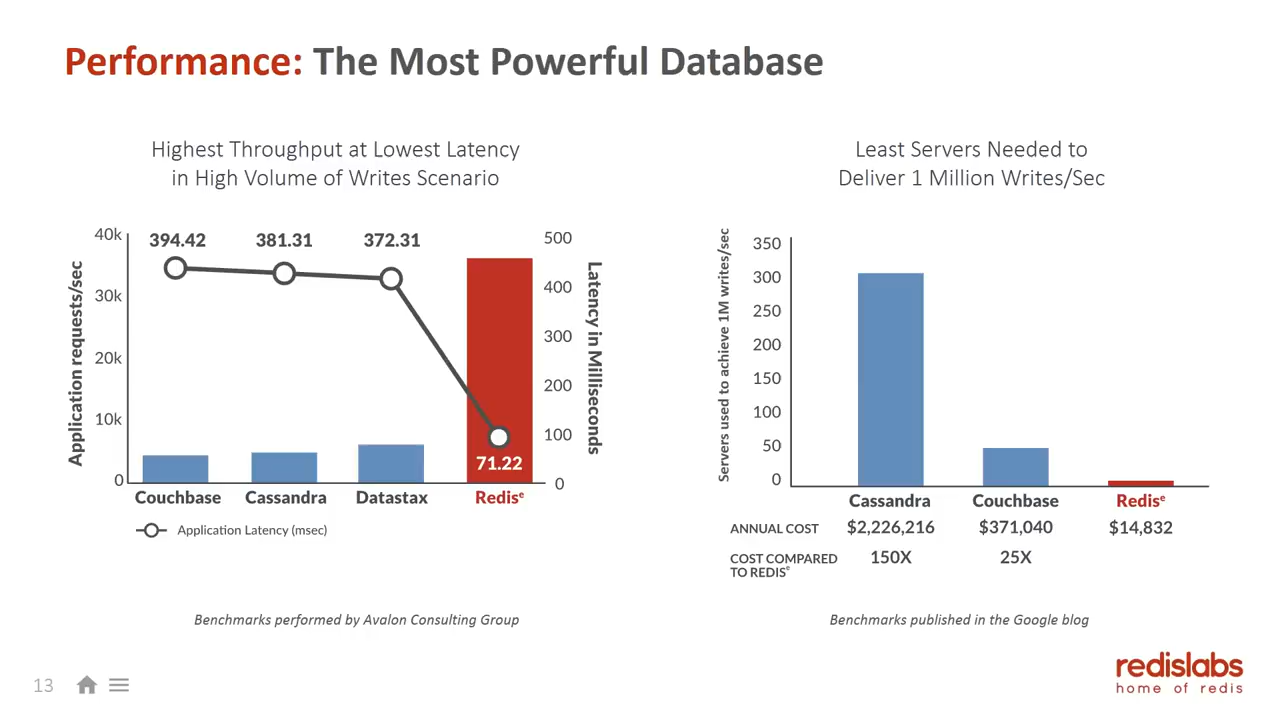 Performance: The Most Powerful Database
Highest Throughput at Lowest Latency
in High Volume of Writes Scenario
Application requests/sec
40k
30k
20k
10k
0
394.42
381.31
372.31
71.22
500
400
300
200
100
0
Latency in Milliseconds
Couchbase
Cassandra
Datastax
Redisᵉ
Application Latency (msec)
Benchmarks performed by Avalon Consulting Group
Least Servers Needed to
Deliver 1 Million Writes/Sec
Servers used to achieve 1M writes/sec
350
300
250
200
150
100
50
0
Cassandra
Couchbase
Redisᵉ
ANNUAL COST $2,226,216 $371,040 $14,832
COST COMPARED
TO REDISᵉ
150X 25X
Benchmarks published in the Google blog
13
redislabs
home of redis